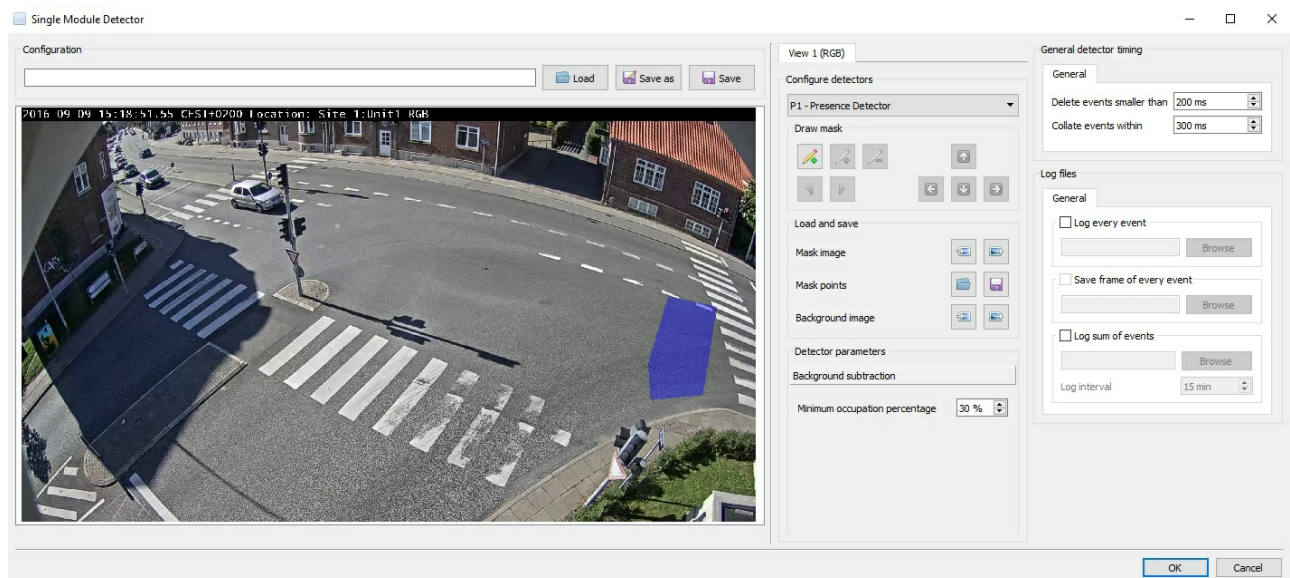 Single Module Detector
Configuration
Load
Save as
Save
2016 09 09 15:18:51.55 CEST+0200 Location: Site 1:Unit1 RGB
View 1 (RGB)
Configure detectors
P1 - Presence Detector
Draw mask
Load and save
Mask image
Mask points
Background image
Detector parameters
Background subtraction
Minimum occupation percentage
30 %
General detector timing
General
Delete events smaller than
200 ms
Collate events within
300 ms
Log files
General
Log every event
Browse
Save frame of every event
Browse
Log sum of events
Browse
Log interval
15 min
OK
Cancel